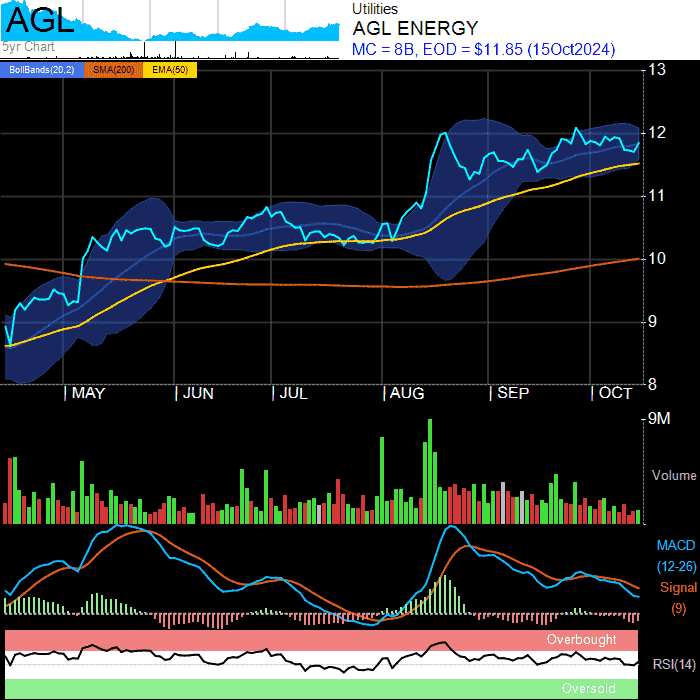 AGL
5yr Chart
Utilities
AGL ENERGY
MC = 8B, EOD = $11.85 (15Oct2024)
BollBands(20,2) SMA(200) EMA(50)
13
12
11
10
9
8
MAY JUN JUL AUG SEP OCT
9M
Volume
MACD
(12-26)
Signal
(9)
Overbought
RSI(14)
Oversold